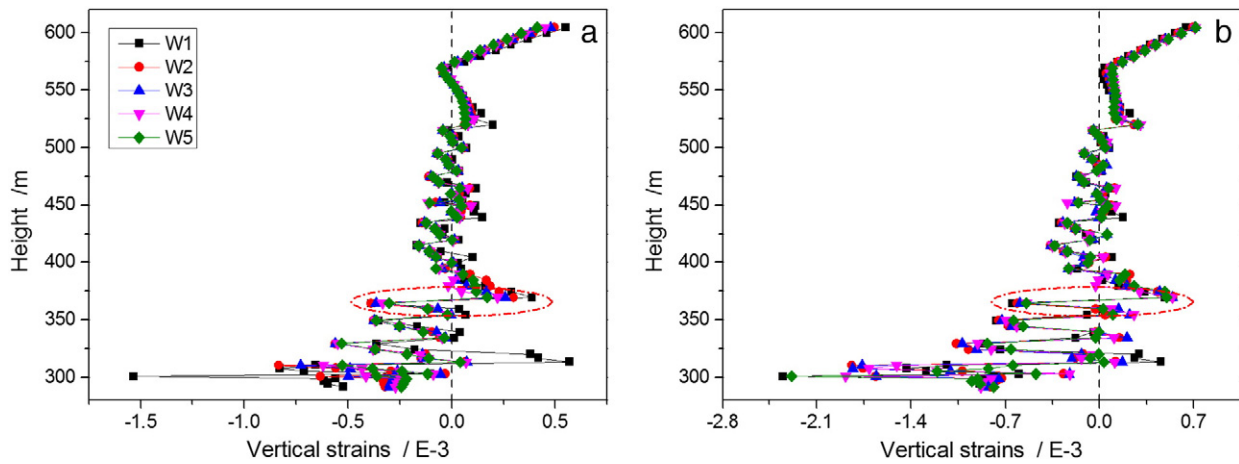 a
W1
W2
W3
W4
W5
600
550
500
450
400
350
300
Height /m
-1.5 -1.0 -0.5 0.0 0.5
Vertical strains / E-3
b
600
550
500
450
400
350
300
Height /m
-2.8 -2.1 -1.4 -0.7 0.0 0.7
Vertical strains / E-3